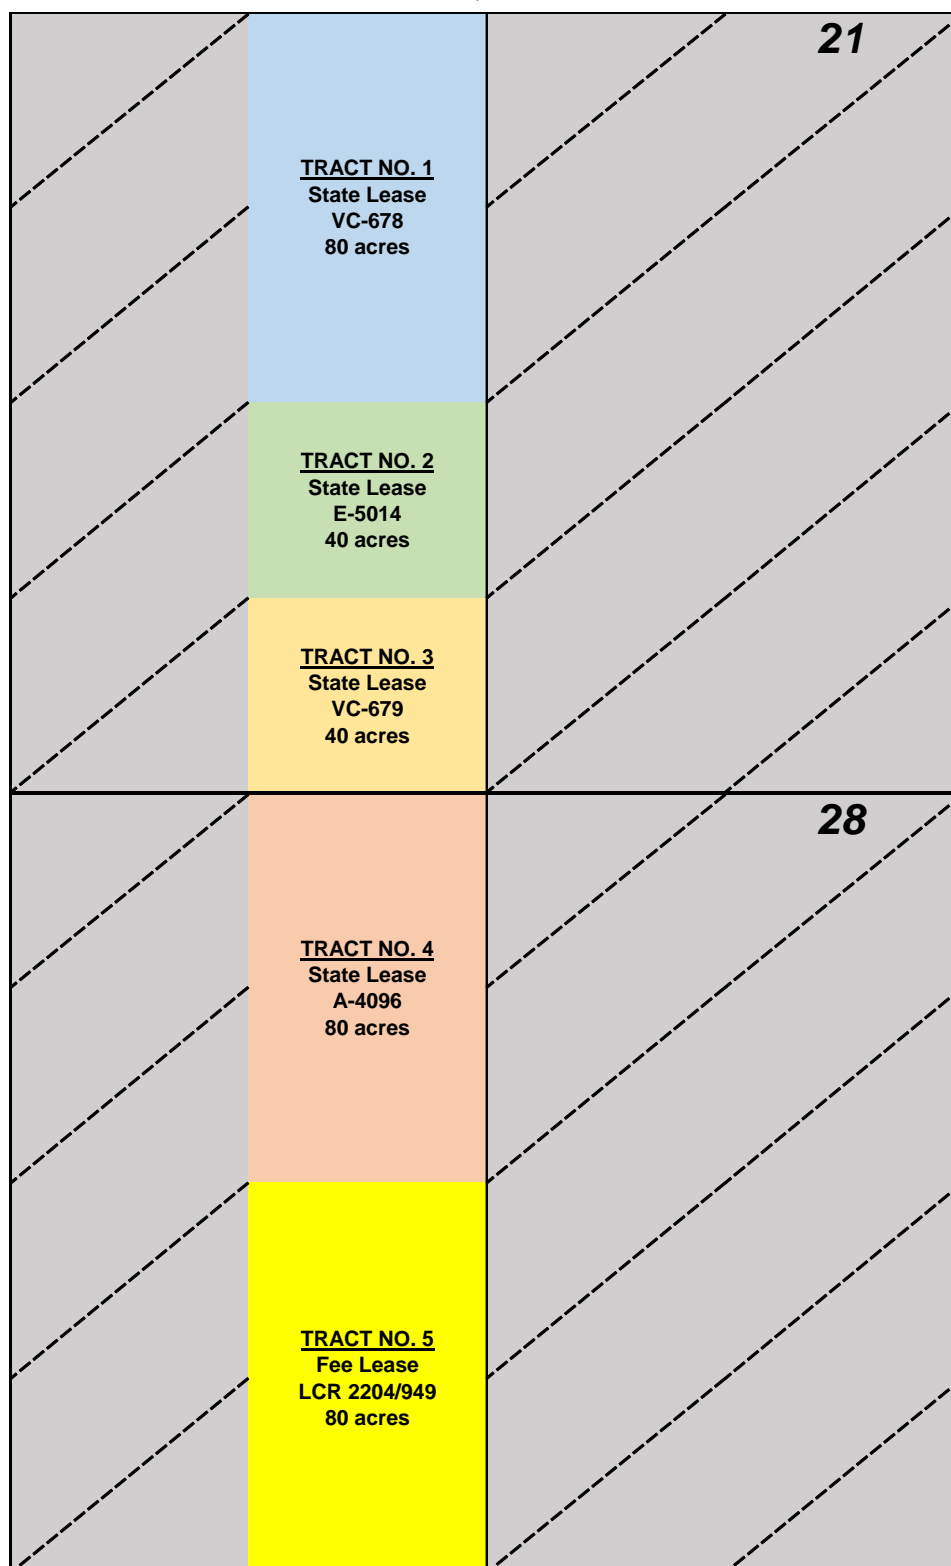 21
TRACT NO. 1
State Lease
VC-678
80 acres
TRACT NO. 2
State Lease
E-5014
40 acres
TRACT NO. 3
State Lease
VC-679
40 acres
28
TRACT NO. 4
State Lease
A-4096
80 acres
TRACT NO. 5
Fee Lease
LCR 2204/949
80 acres